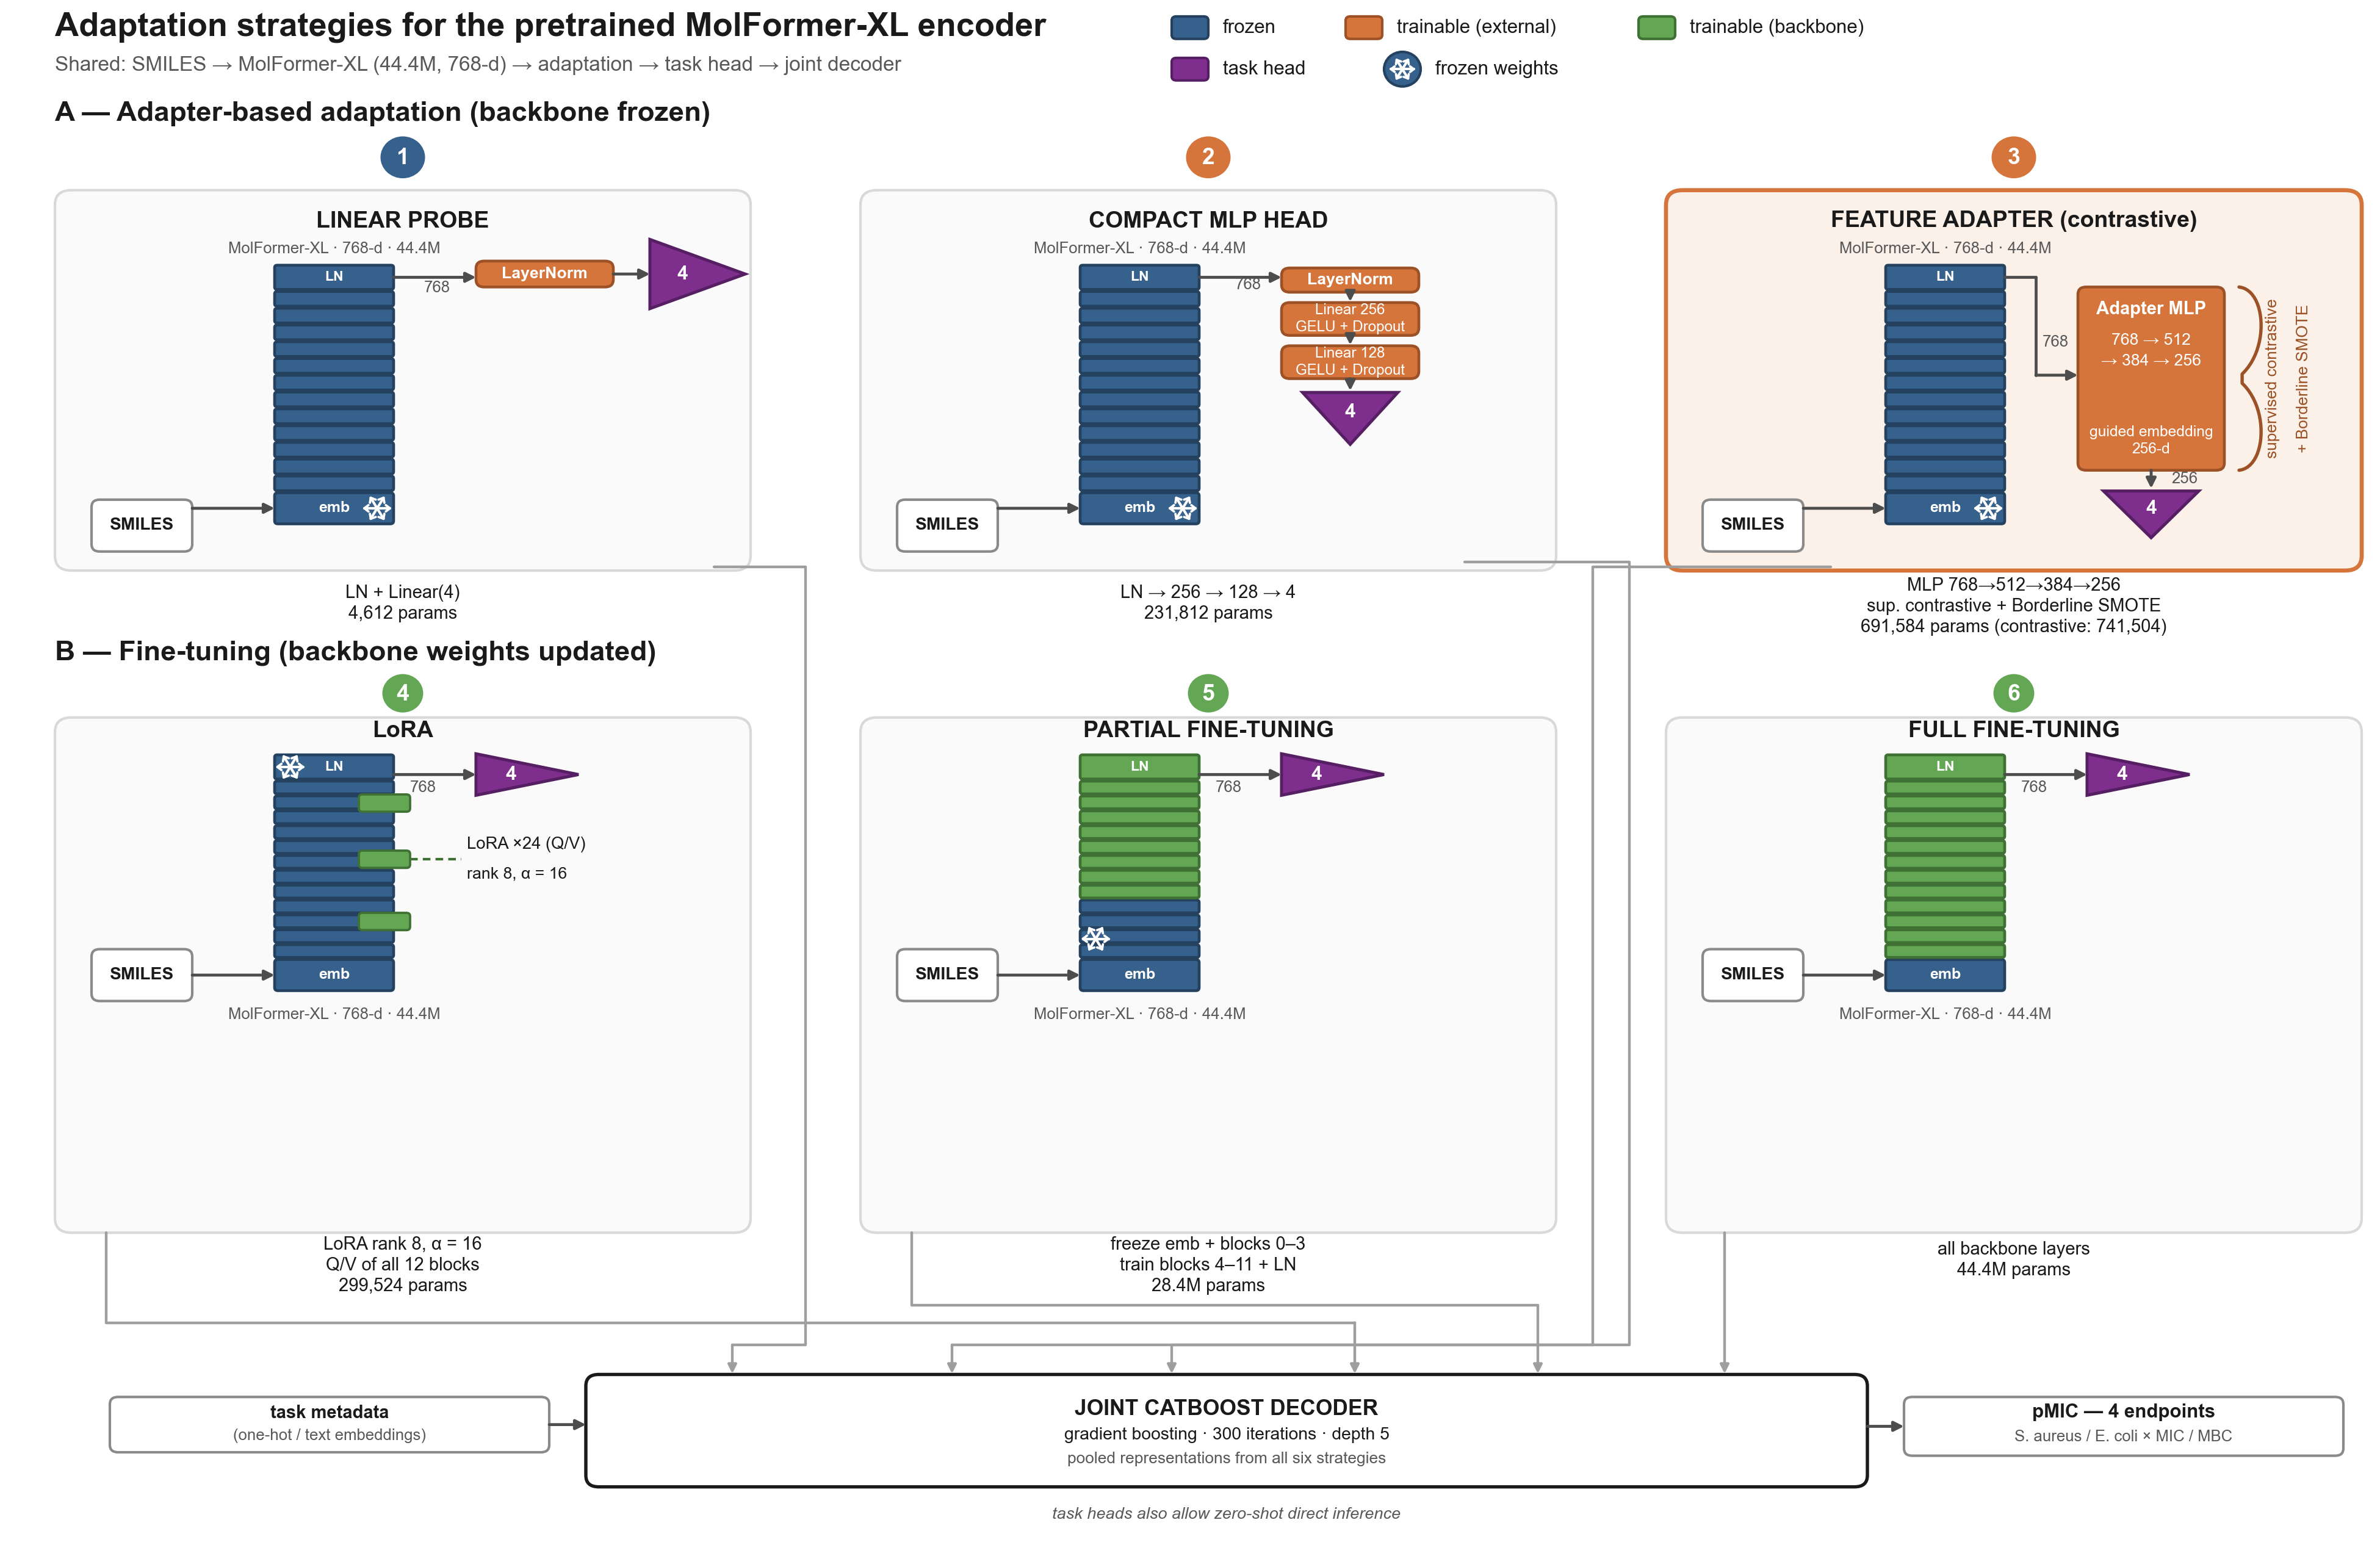 Adaptation strategies for the pretrained MolFormer-XL encoder
Shared: SMILES → MolFormer-XL (44.4M, 768-d) → adaptation → task head → joint decoder
frozen
trainable (external)
trainable (backbone)
task head
frozen weights
A — Adapter-based adaptation (backbone frozen)
1
LINEAR PROBE
MolFormer-XL · 768-d · 44.4M
LN
768
LayerNorm
4
emb
SMILES
LN + Linear(4)
4,612 params
2
COMPACT MLP HEAD
MolFormer-XL · 768-d · 44.4M
LN
768
LayerNorm
Linear 256
GELU + Dropout
Linear 128
GELU + Dropout
4
emb
SMILES
LN → 256 → 128 → 4
231,812 params
3
FEATURE ADAPTER (contrastive)
MolFormer-XL · 768-d · 44.4M
LN
768
Adapter MLP
768 → 512
→ 384 → 256
guided embedding
256-d
supervised contrastive
+ Borderline SMOTE
256
4
emb
SMILES
MLP 768→512→384→256
sup. contrastive + Borderline SMOTE
691,584 params (contrastive: 741,504)
B — Fine-tuning (backbone weights updated)
4
LoRA
LN
768
4
LoRA ×24 (Q/V)
rank 8, α = 16
SMILES
emb
MolFormer-XL · 768-d · 44.4M
LoRA rank 8, α = 16
Q/V of all 12 blocks
299,524 params
5
PARTIAL FINE-TUNING
LN
768
4
SMILES
emb
MolFormer-XL · 768-d · 44.4M
freeze emb + blocks 0–3
train blocks 4–11 + LN
28.4M params
6
FULL FINE-TUNING
LN
768
4
SMILES
emb
MolFormer-XL · 768-d · 44.4M
all backbone layers
44.4M params
task metadata
(one-hot / text embeddings)
JOINT CATBOOST DECODER
gradient boosting · 300 iterations · depth 5
pooled representations from all six strategies
pMIC — 4 endpoints
S. aureus / E. coli × MIC / MBC
task heads also allow zero-shot direct inference